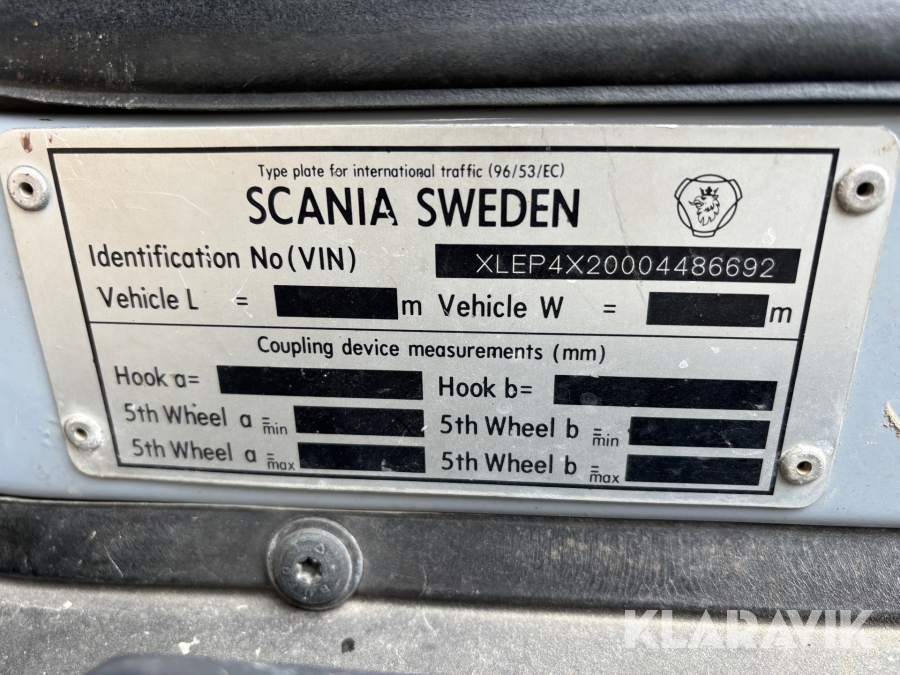 Type plate for international traffic (96/53/EC)
SCANIA SWEDEN
Identification No (VIN) XLEP4X20004486692
Vehicle L = m Vehicle W = m
Coupling device measurements (mm)
Hook a= Hook b=
5th Wheel a =min 5th Wheel b =min
5th Wheel a =max 5th Wheel b =max
KLARAVIK